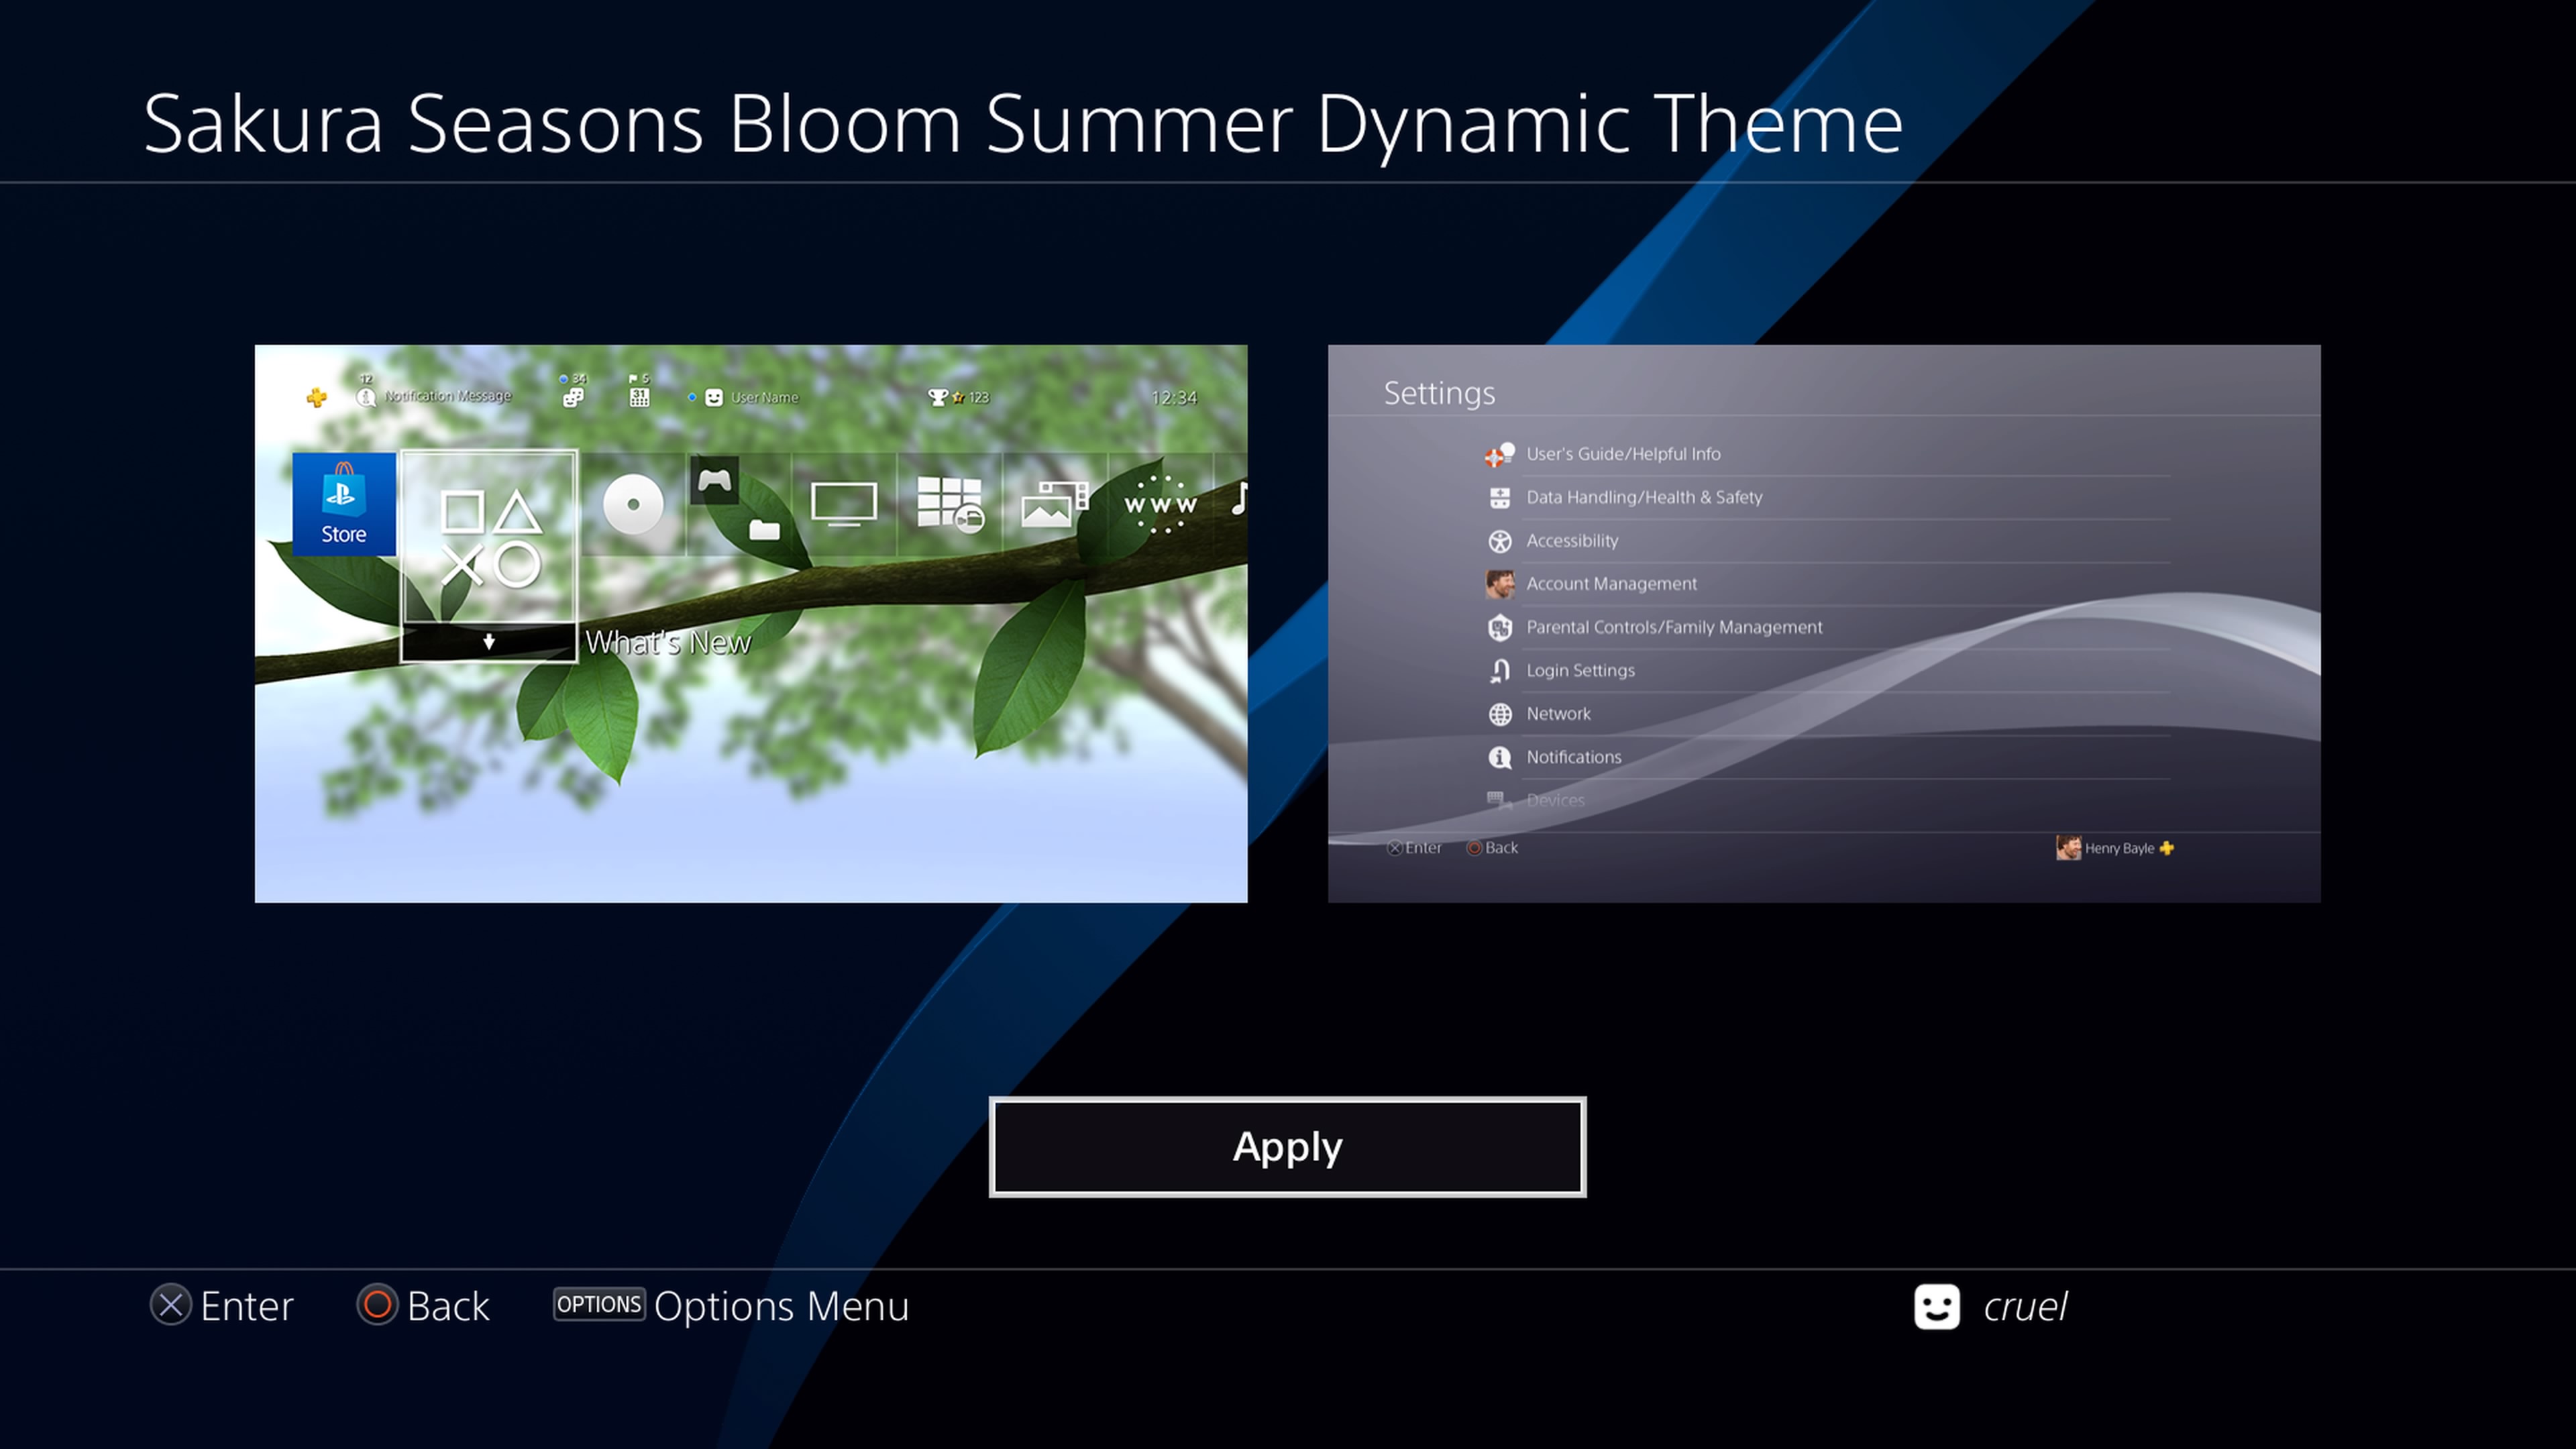 Sakura Seasons Bloom Summer Dynamic Theme
12
Notification Message
34
5
31
User Name
123
12:34
Store
www
What's New
Settings
User's Guide/Helpful Info
Data Handling/Health & Safety
Accessibility
Account Management
Parental Controls/Family Management
Login Settings
Network
Notifications
Devices
Enter Back
Henry Bayle
Apply
Enter Back OPTIONS Options Menu
cruel